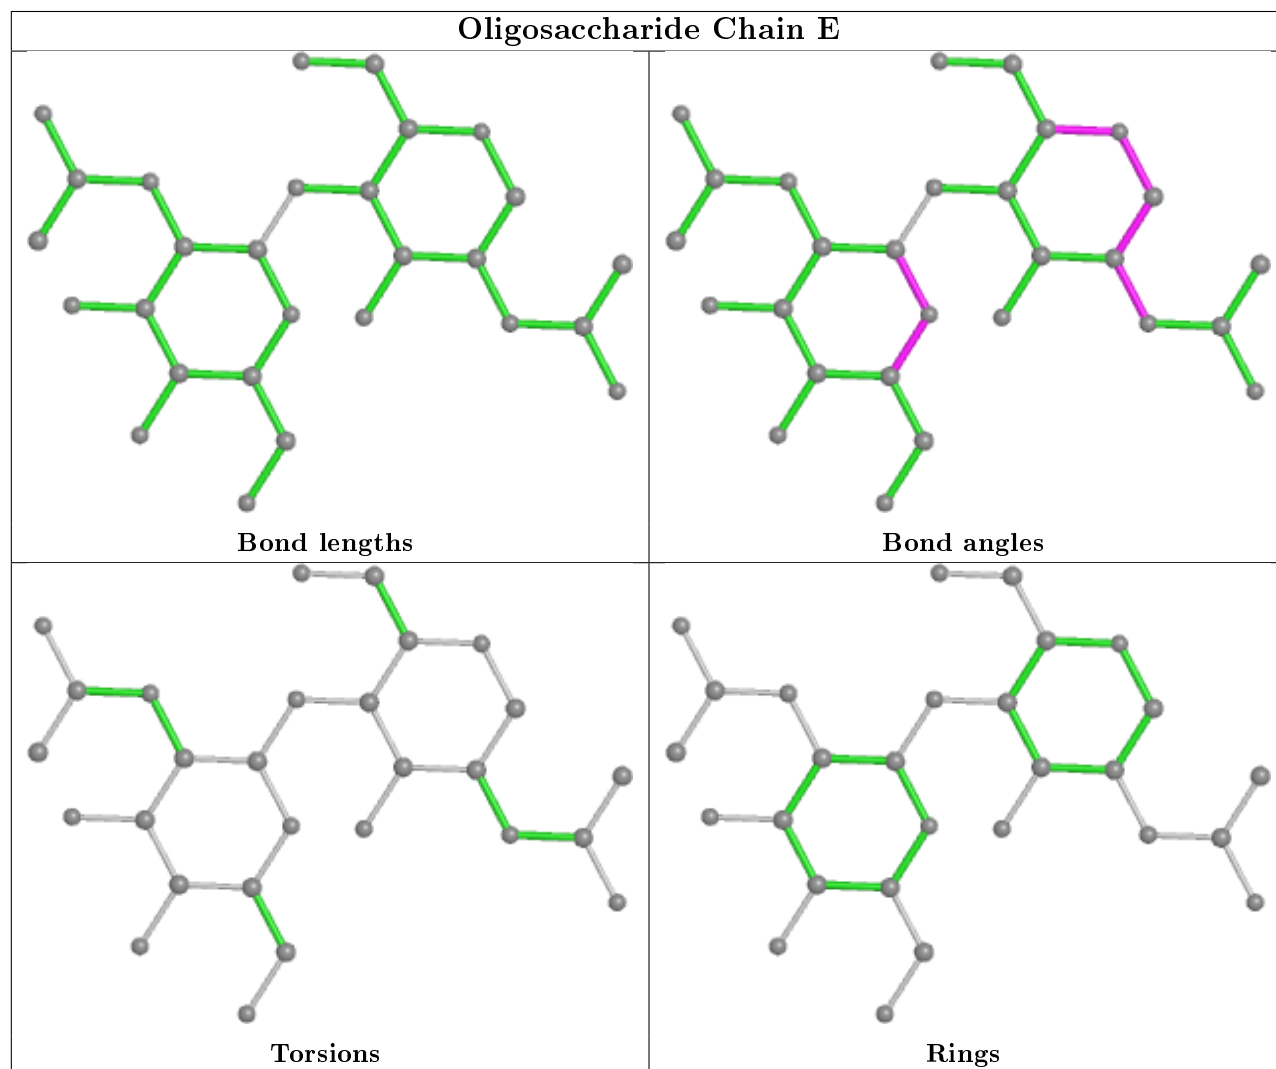 Oligosaccharide Chain E
Bond lengths
Bond angles
Torsions
Rings